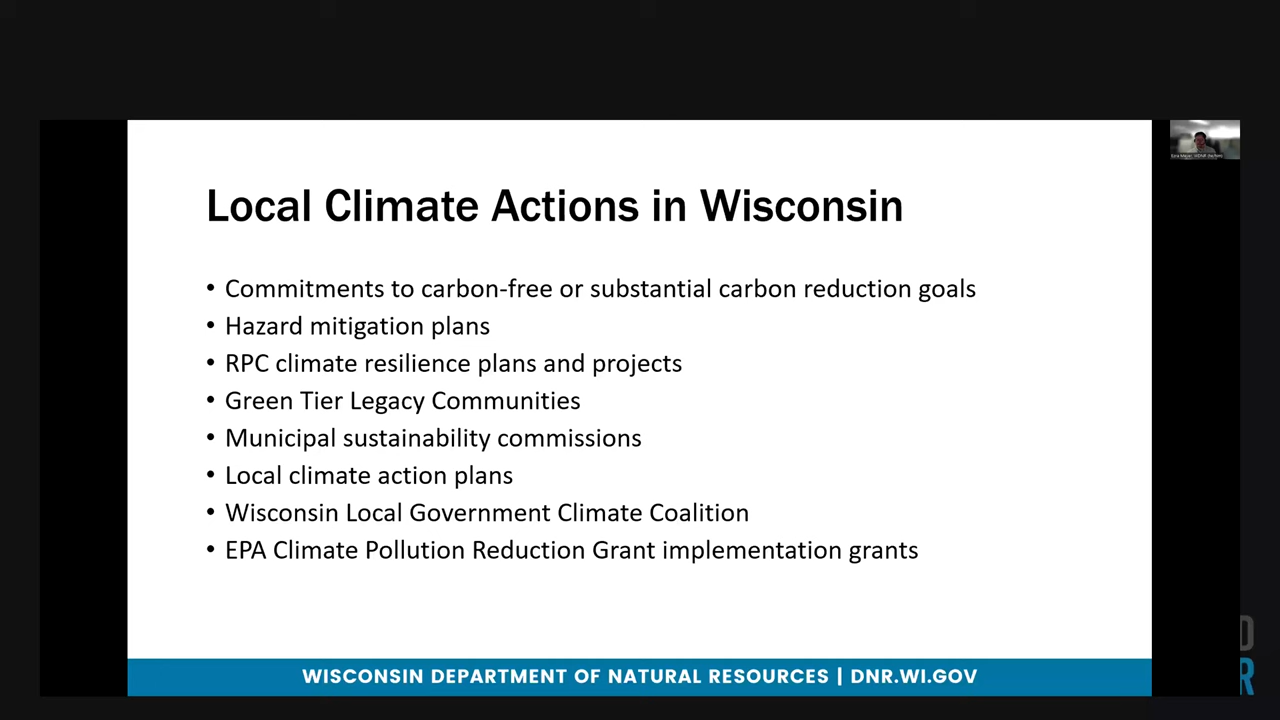 Local Climate Actions in Wisconsin
• Commitments to carbon-free or substantial carbon reduction goals
• Hazard mitigation plans
• RPC climate resilience plans and projects
• Green Tier Legacy Communities
• Municipal sustainability commissions
• Local climate action plans
• Wisconsin Local Government Climate Coalition
• EPA Climate Pollution Reduction Grant implementation grants
WISCONSIN DEPARTMENT OF NATURAL RESOURCES | DNR.WI.GOV